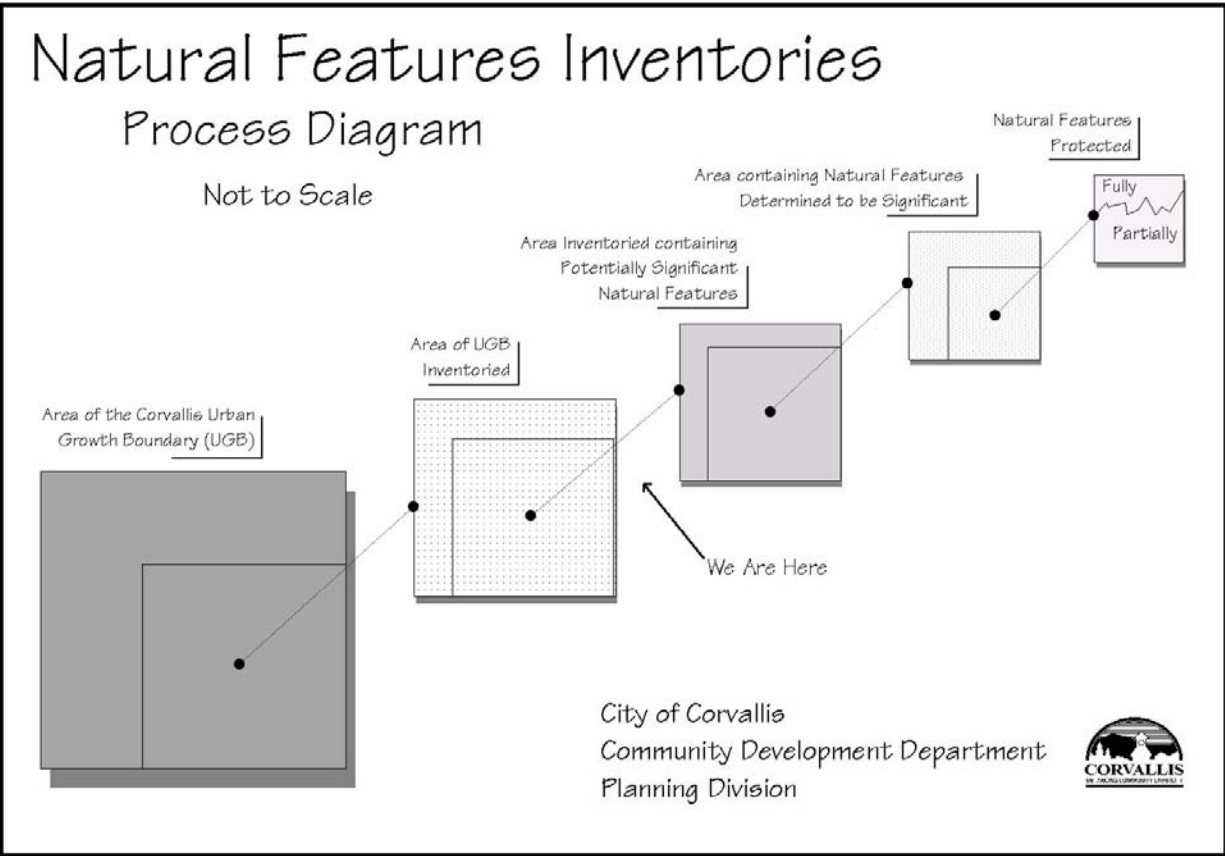 Natural Features Inventories
Process Diagram
Not to Scale
Natural Features
Protected
Fully
Partially
Area containing Natural Features
Determined to be Significant
Area Inventoried containing
Potentially Significant
Natural Features
Area of UGB
Inventoried
Area of the Corvallis Urban
Growth Boundary (UGB)
We Are Here
City of Corvallis
Community Development Department
Planning Division
CORVALLIS